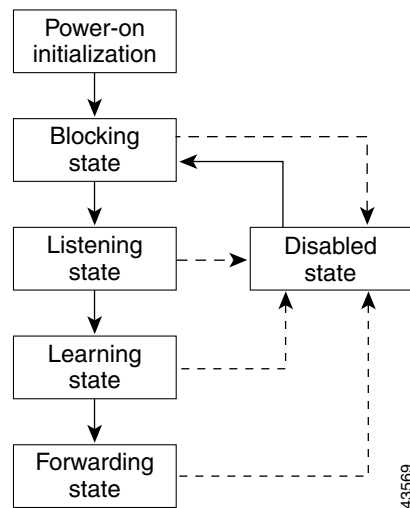 Power-on
initialization
Blocking
state
Listening
state
Disabled
state
Learning
state
Forwarding
state
43569